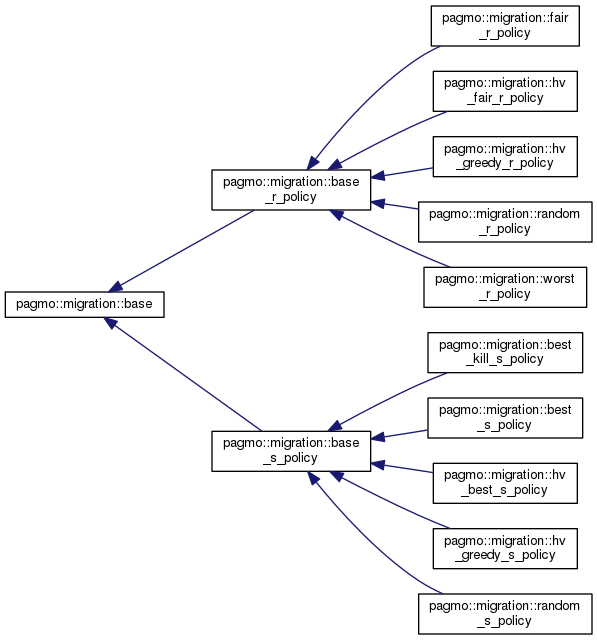 pagmo::migration::fair
_r_policy
pagmo::migration::hv
_fair_r_policy
pagmo::migration::hv
_greedy_r_policy
pagmo::migration::base
_r_policy
pagmo::migration::random
_r_policy
pagmo::migration::worst
_r_policy
pagmo::migration::base
pagmo::migration::best
_kill_s_policy
pagmo::migration::best
_s_policy
pagmo::migration::base
_s_policy
pagmo::migration::hv
_best_s_policy
pagmo::migration::hv
_greedy_s_policy
pagmo::migration::random
_s_policy